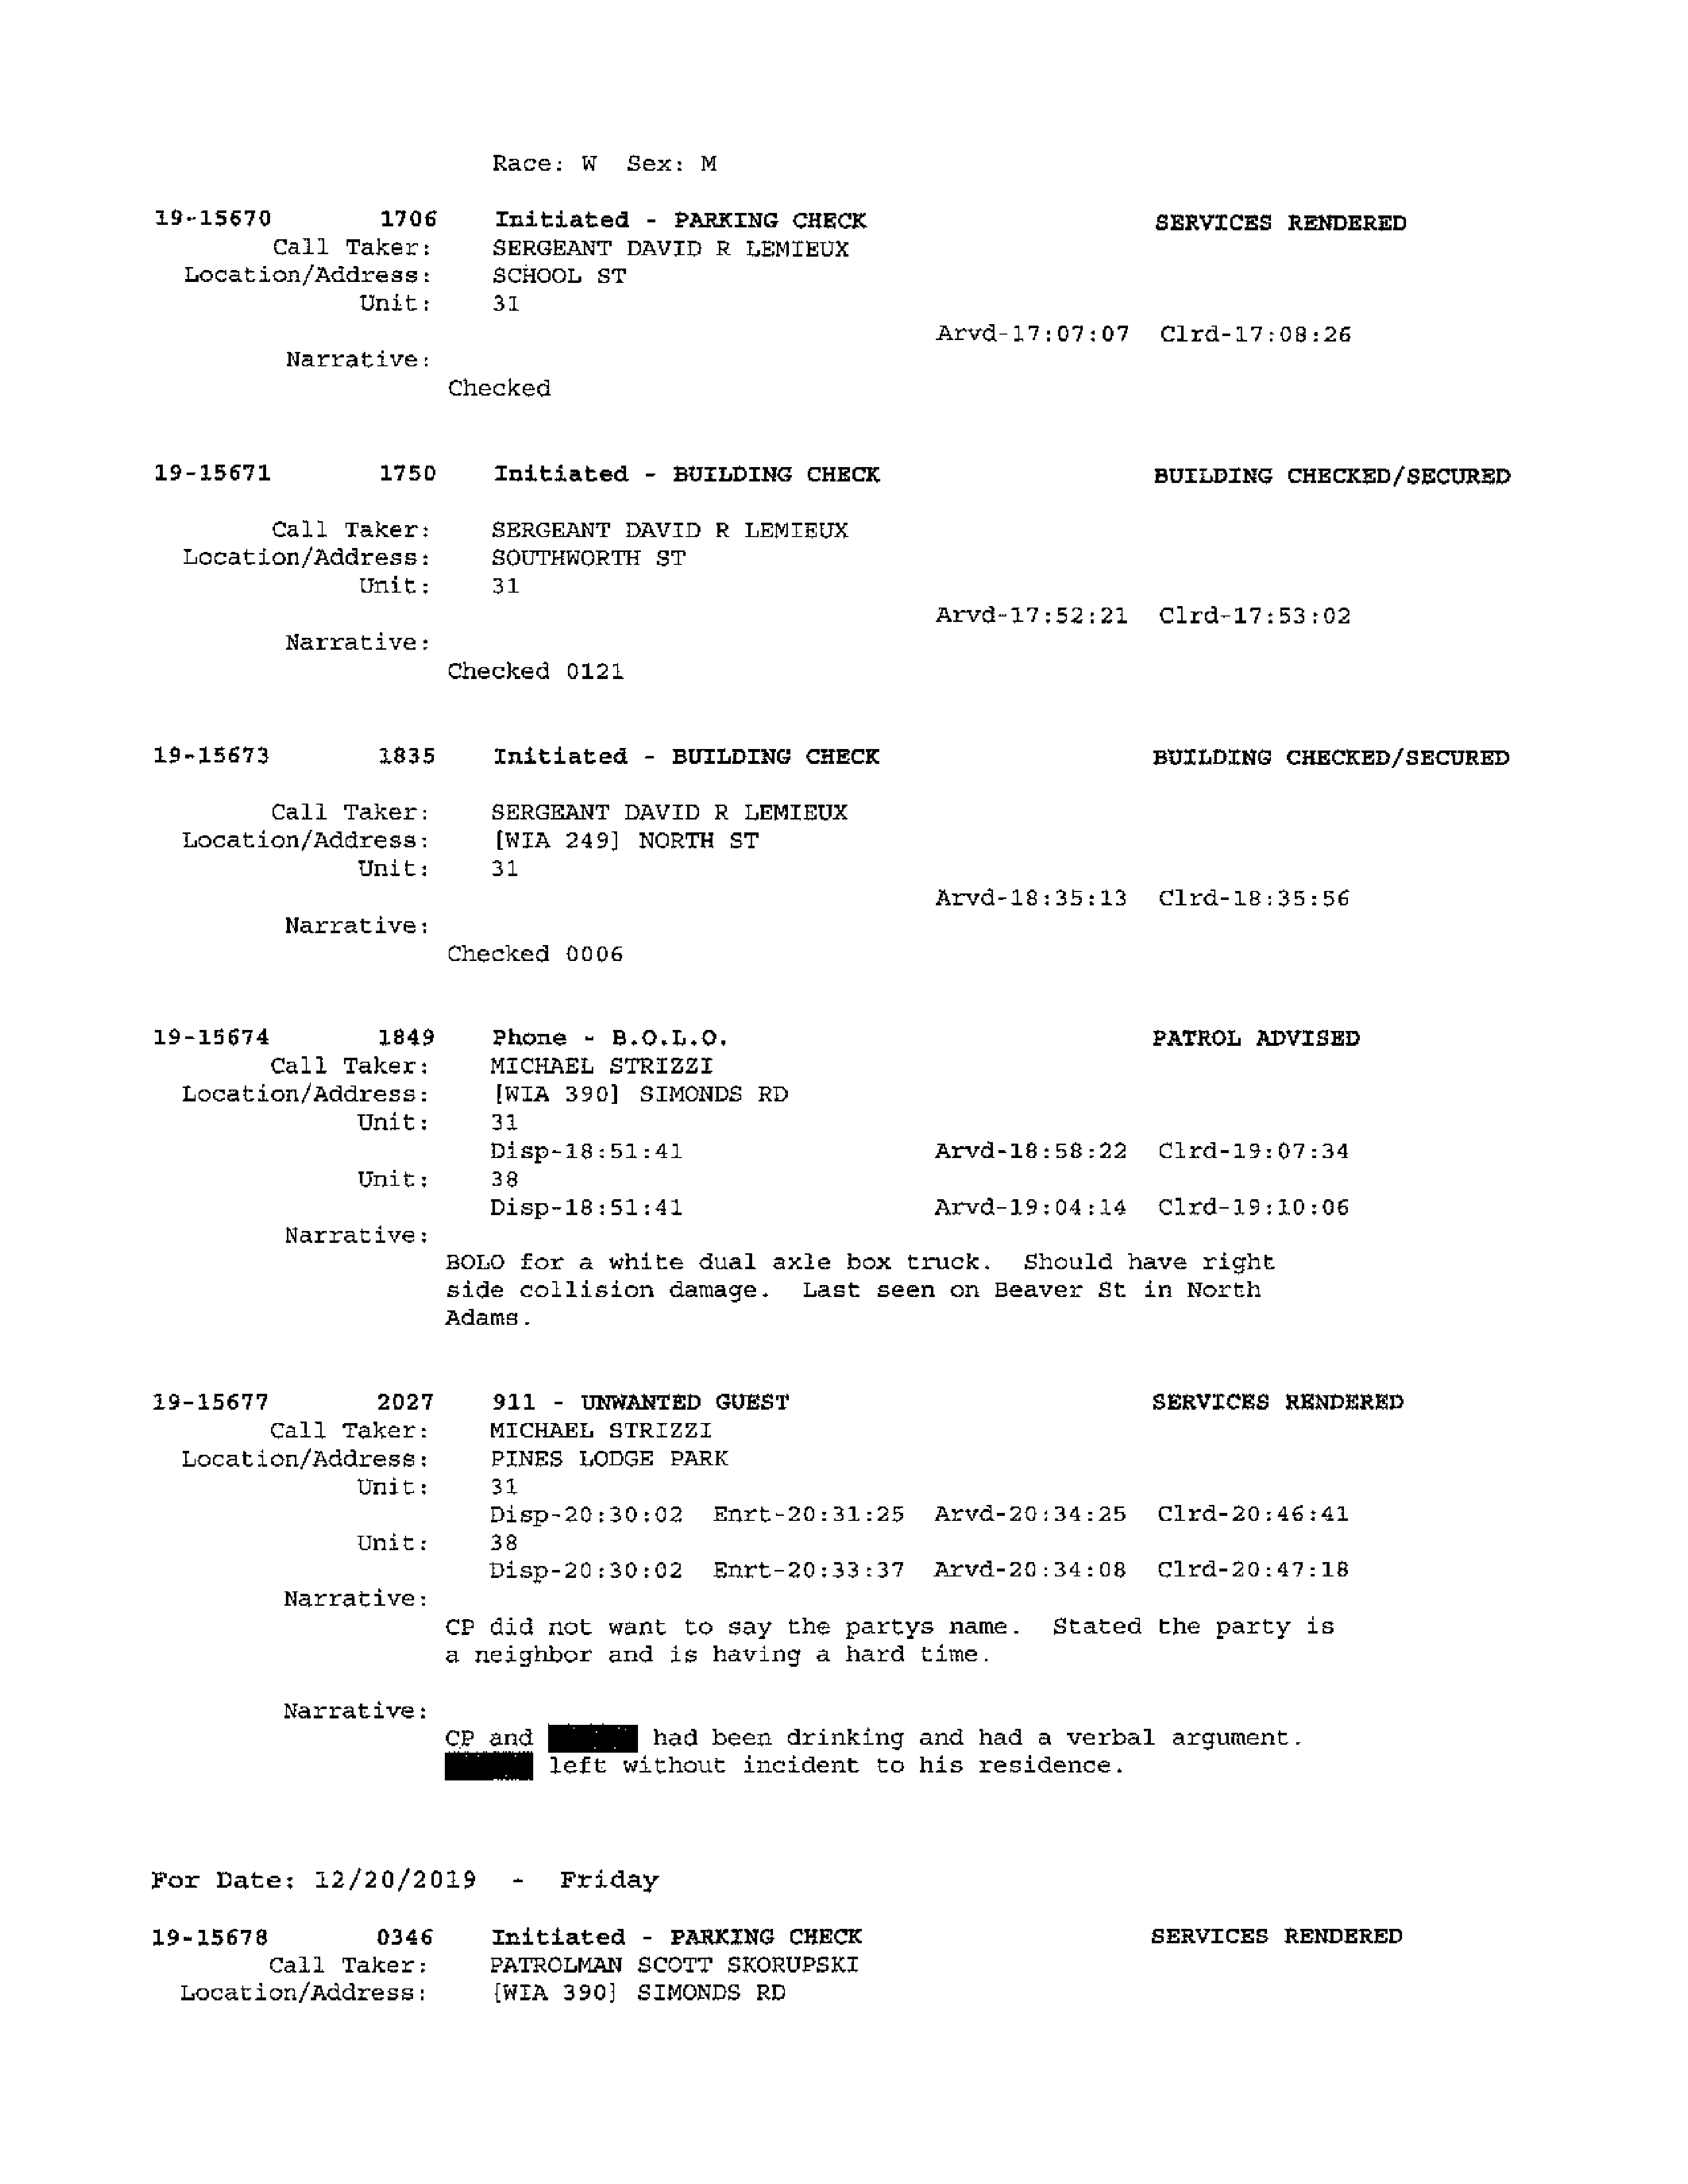 Race: W Sex: M
19-15670 1706 Initiated - PARKING CHECK SERVICES RENDERED
Call Taker: SERGEANT DAVID R LEMIEUX
Location/Address: SCHOOL ST
Unit: 31
Arvd-17:07:07 Clrd-17:08:26
Narrative:
Checked
19-15671 1750 Initiated - BUILDING CHECK BUILDING CHECKED/SECURED
Call Taker: SERGEANT DAVID R LEMIEUX
Location/Address: SOUTHWORTH ST
Unit: 31
Arvd-17:52:21 Clrd-17:53:02
Narrative:
Checked 0121
19-15673 1835 Initiated - BUILDING CHECK BUILDING CHECKED/SECURED
Call Taker: SERGEANT DAVID R LEMIEUX
Location/Address: [WIA 249] NORTH ST
Unit: 31
Arvd-18:35:13 Clrd-18:35:56
Narrative:
Checked 0006
19-15674 1849 Phone - B.O.L.O. PATROL ADVISED
Call Taker: MICHAEL STRIZZI
Location/Address: [WIA 390] SIMONDS RD
Unit: 31
Disp-18:51:41 Arvd-18:58:22 Clrd-19:07:34
Unit: 38
Disp-18:51:41 Arvd-19:04:14 Clrd-19:10:06
Narrative:
BOLO for a white dual axle box truck. Should have right
side collision damage. Last seen on Beaver St in North
Adams.
19-15677 2027 911 - UNWANTED GUEST SERVICES RENDERED
Call Taker: MICHAEL STRIZZI
Location/Address: PINES LODGE PARK
Unit: 31
Disp-20:30:02 Enrt-20:31:25 Arvd-20:34:25 Clrd-20:46:41
Unit: 38
Disp-20:30:02 Enrt-20:33:37 Arvd-20:34:08 Clrd-20:47:18
Narrative:
CP did not want to say the partys name. Stated the party is
a neighbor and is having a hard time.
Narrative:
CP and had been drinking and had a verbal argument.
left without incident to his residence.
For Date: 12/20/2019 - Friday
19-15678 0346 Initiated - PARKING CHECK SERVICES RENDERED
Call Taker: PATROLMAN SCOTT SKORUPSKI
Location/Address: [WIA 390] SIMONDS RD